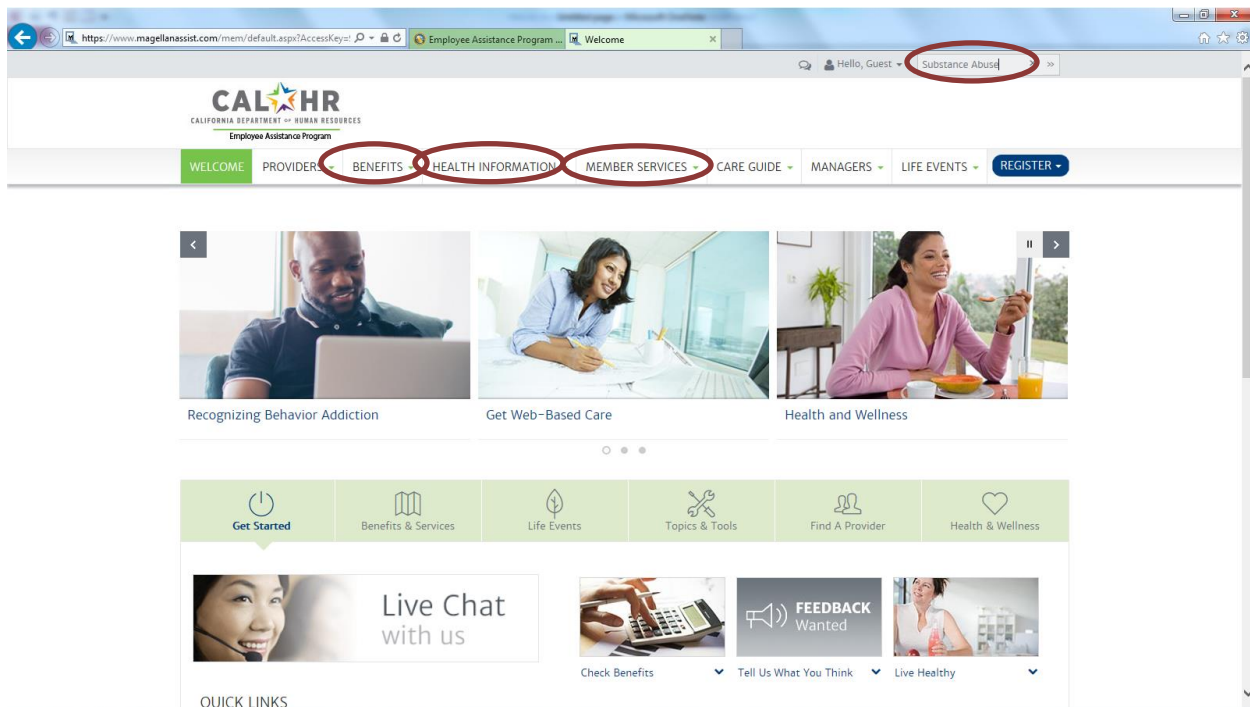 https://www.magellanassist.com/mem/default.aspx?AccessKey=
Employee Assistance Program ...
Welcome
Hello, Guest
Substance Abuse
CAL HR
CALIFORNIA DEPARTMENT OF HUMAN RESOURCES
Employee Assistance Program
WELCOME PROVIDERS BENEFITS HEALTH INFORMATION MEMBER SERVICES CARE GUIDE MANAGERS LIFE EVENTS REGISTER
Recognizing Behavior Addiction Get Web-Based Care Health and Wellness
Get Started Benefits & Services Life Events Topics & Tools Find A Provider Health & Wellness
Live Chat
with us
FEEDBACK
Wanted
Check Benefits Tell Us What You Think Live Healthy
QUICK LINKS